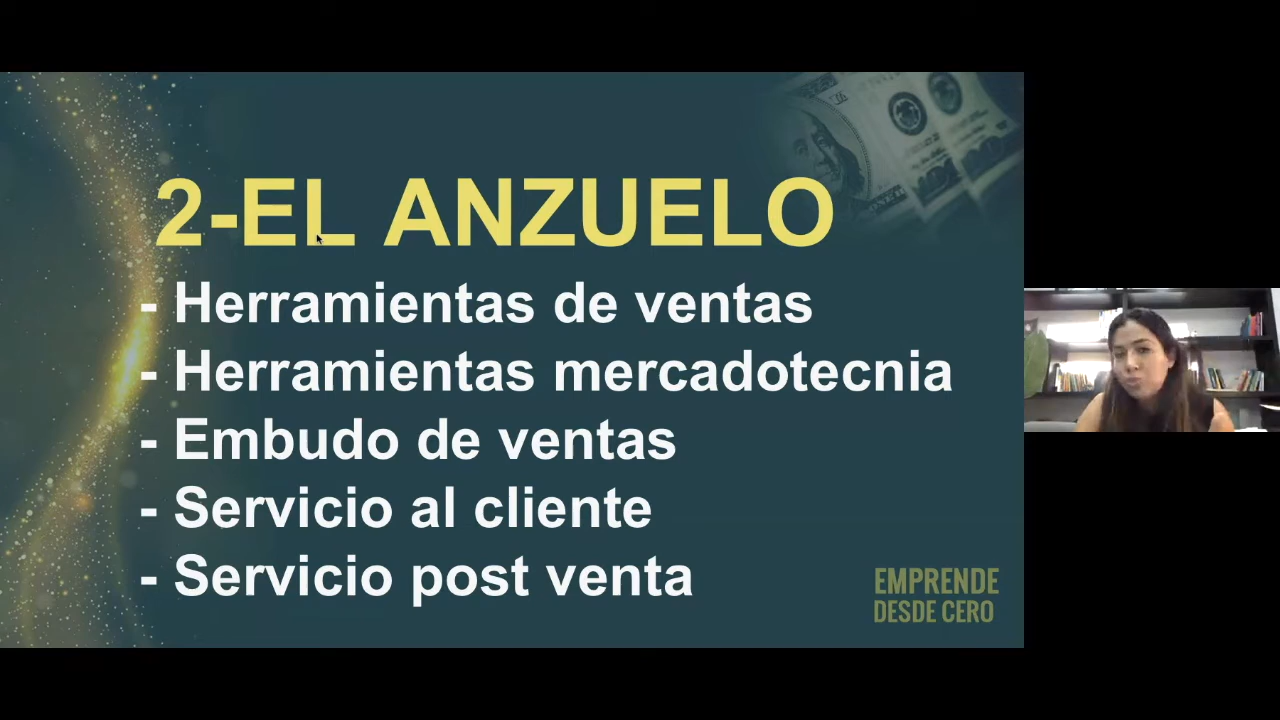 2-EL ANZUELO
- Herramientas de ventas
- Herramientas mercadotecnia
- Embudo de ventas
- Servicio al cliente
- Servicio post venta
EMPRENDE
DESDE CERO